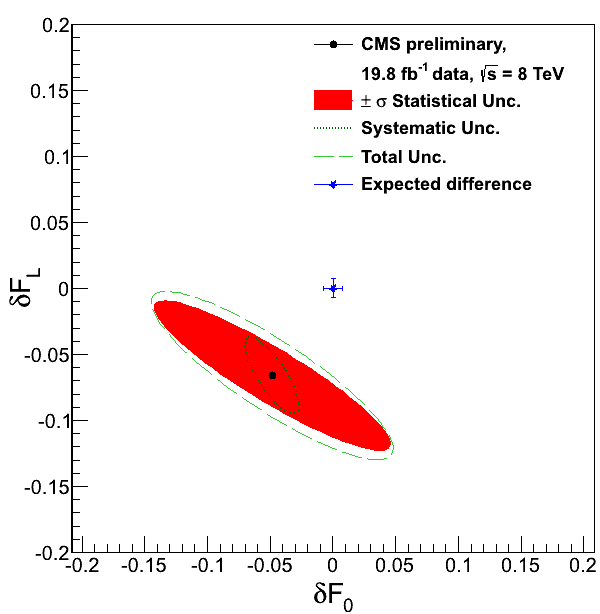 CMS preliminary,
19.8 fb-1 data, √s = 8 TeV
± σ Statistical Unc.
Systematic Unc.
Total Unc.
Expected difference
0.2
0.15
0.1
0.05
0
-0.05
-0.1
-0.15
-0.2
δFL
-0.2 -0.15 -0.1 -0.05 0 0.05 0.1 0.15 0.2
δF0